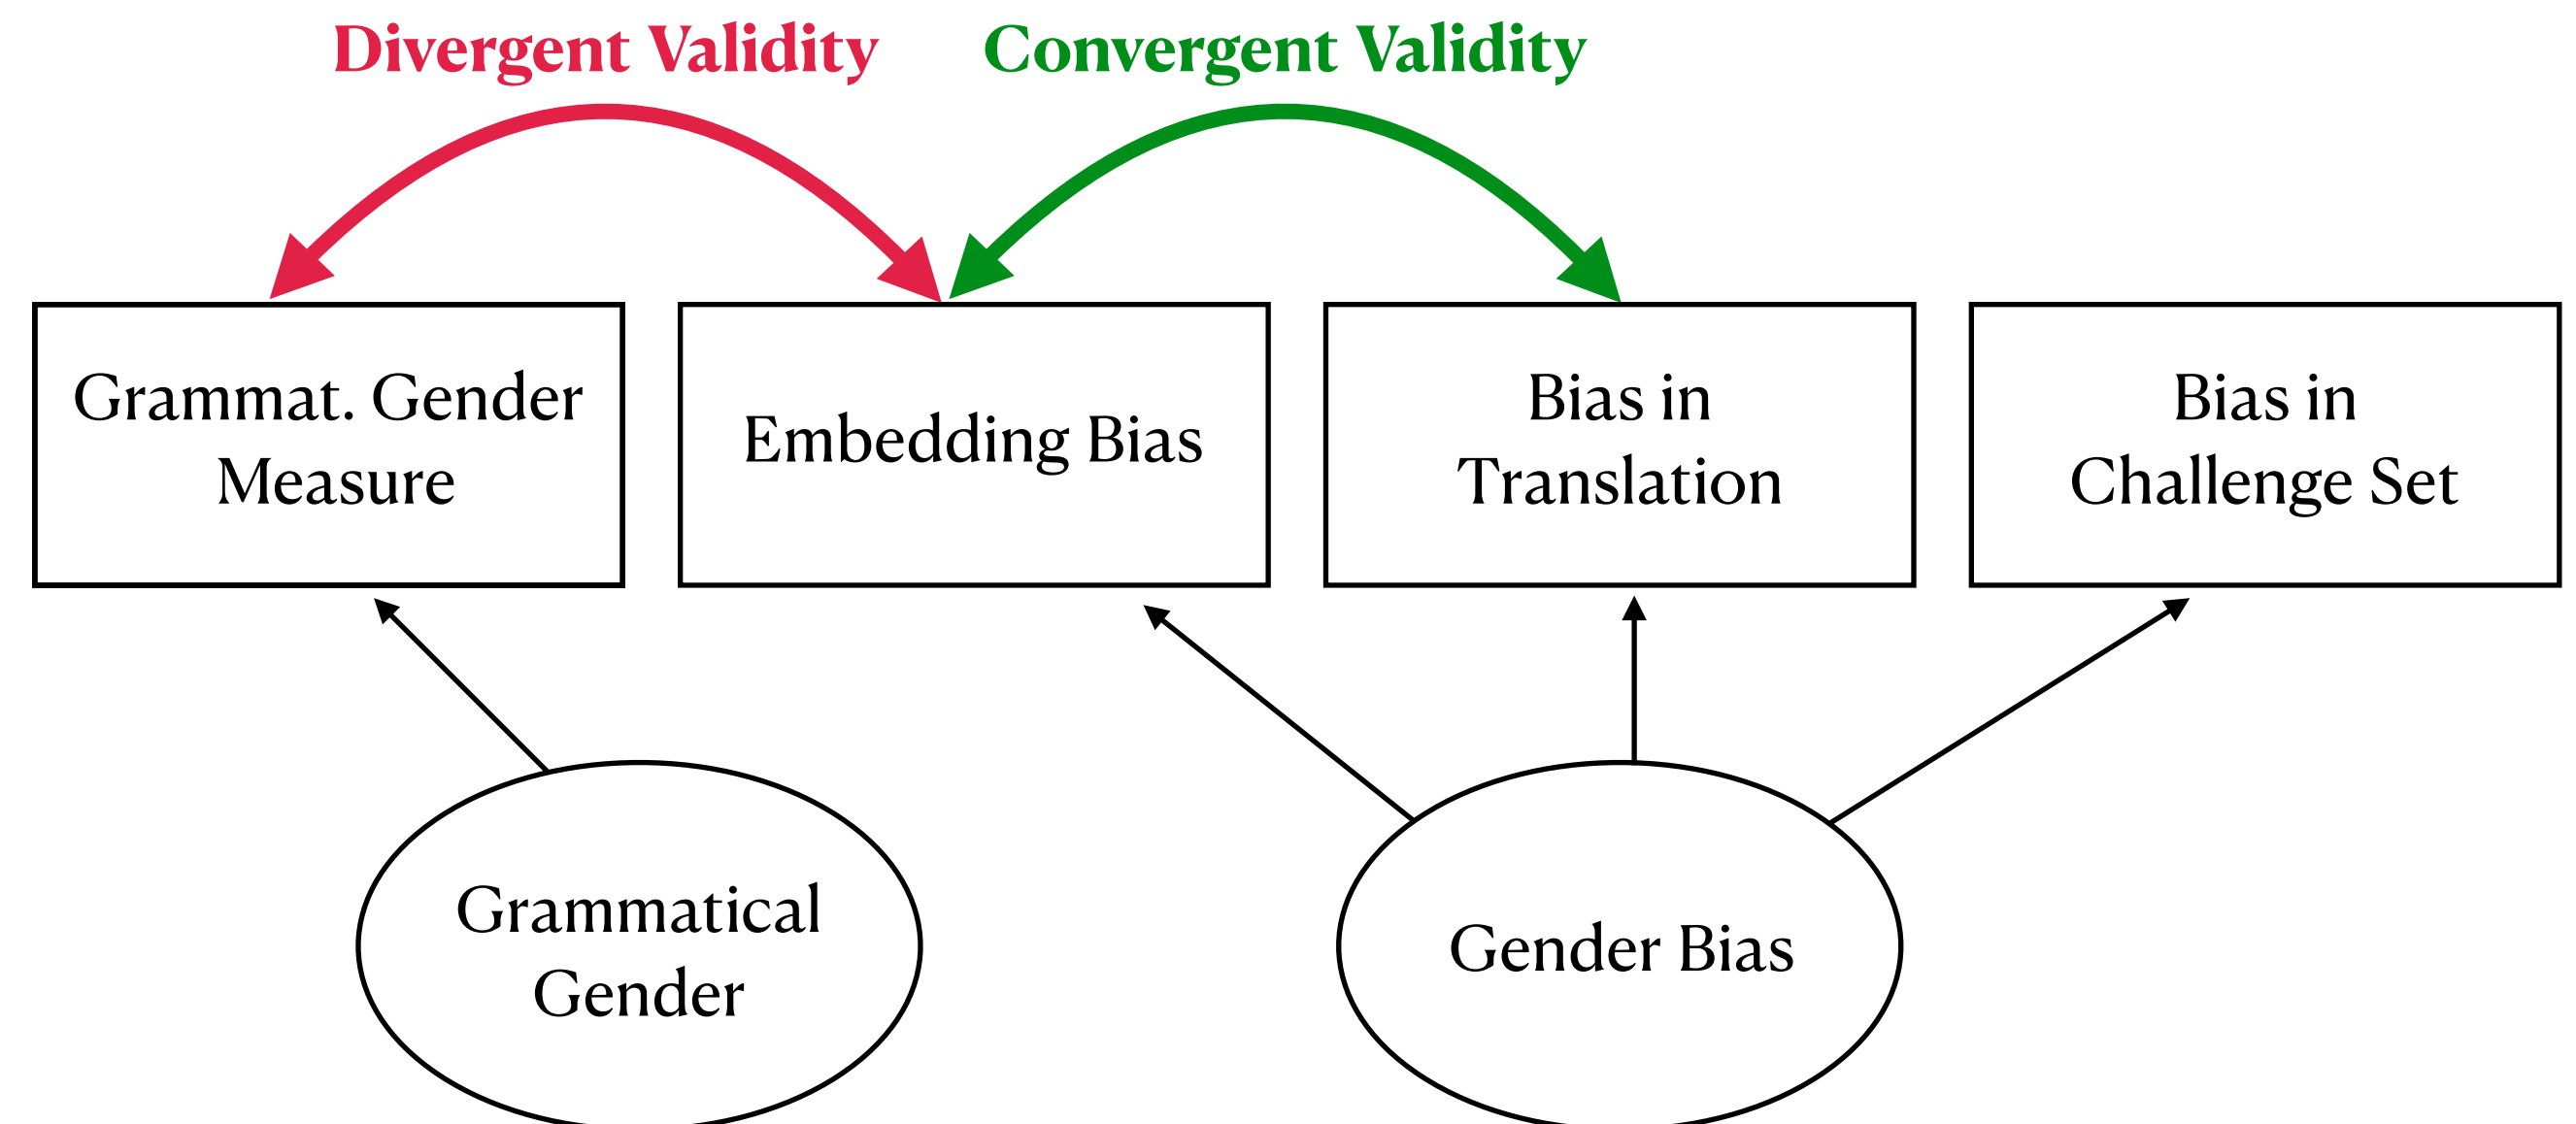 Divergent Validity
Convergent Validity
Grammat. Gender
Measure
Embedding Bias
Bias in
Translation
Bias in
Challenge Set
Grammatical
Gender
Gender Bias